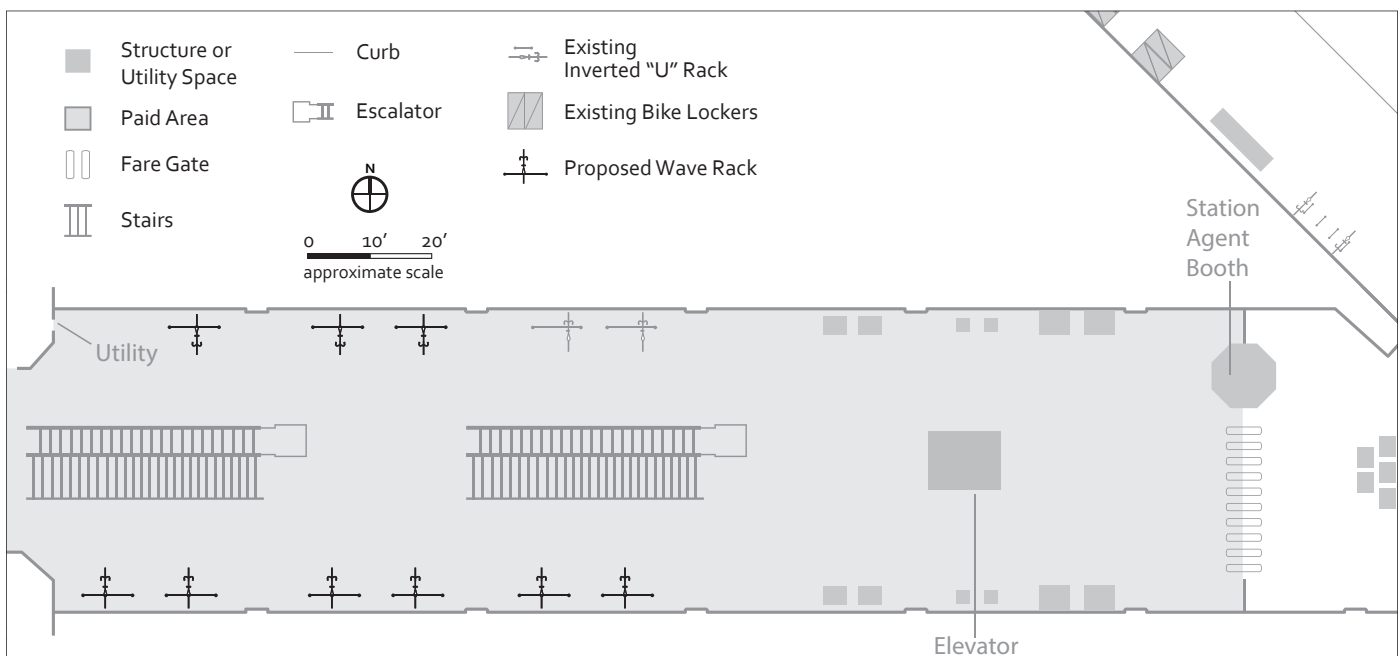 Structure or
Utility Space
Paid Area
Fare Gate
Stairs
Curb
Escalator
N
0 10’ 20’
approximate scale
Existing
Inverted “U” Rack
Existing Bike Lockers
Proposed Wave Rack
Station
Agent
Booth
Utility
Elevator